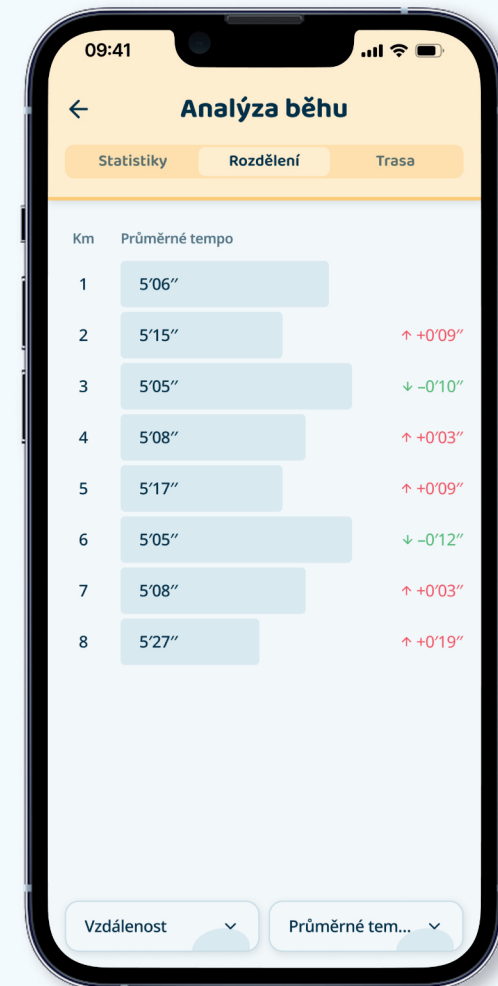 09:41
Analýza běhu
Statistiky Rozdělení Trasa
Km Průměrné tempo
1 5′06′′
2 5′15′′ ↑ +0′09′′
3 5′05′′ ↓ –0′10′′
4 5′08′′ ↑ +0′03′′
5 5′17′′ ↑ +0′09′′
6 5′05′′ ↓ –0′12′′
7 5′08′′ ↑ +0′03′′
8 5′27′′ ↑ +0′19′′
Vzdálenost Průměrné tem...